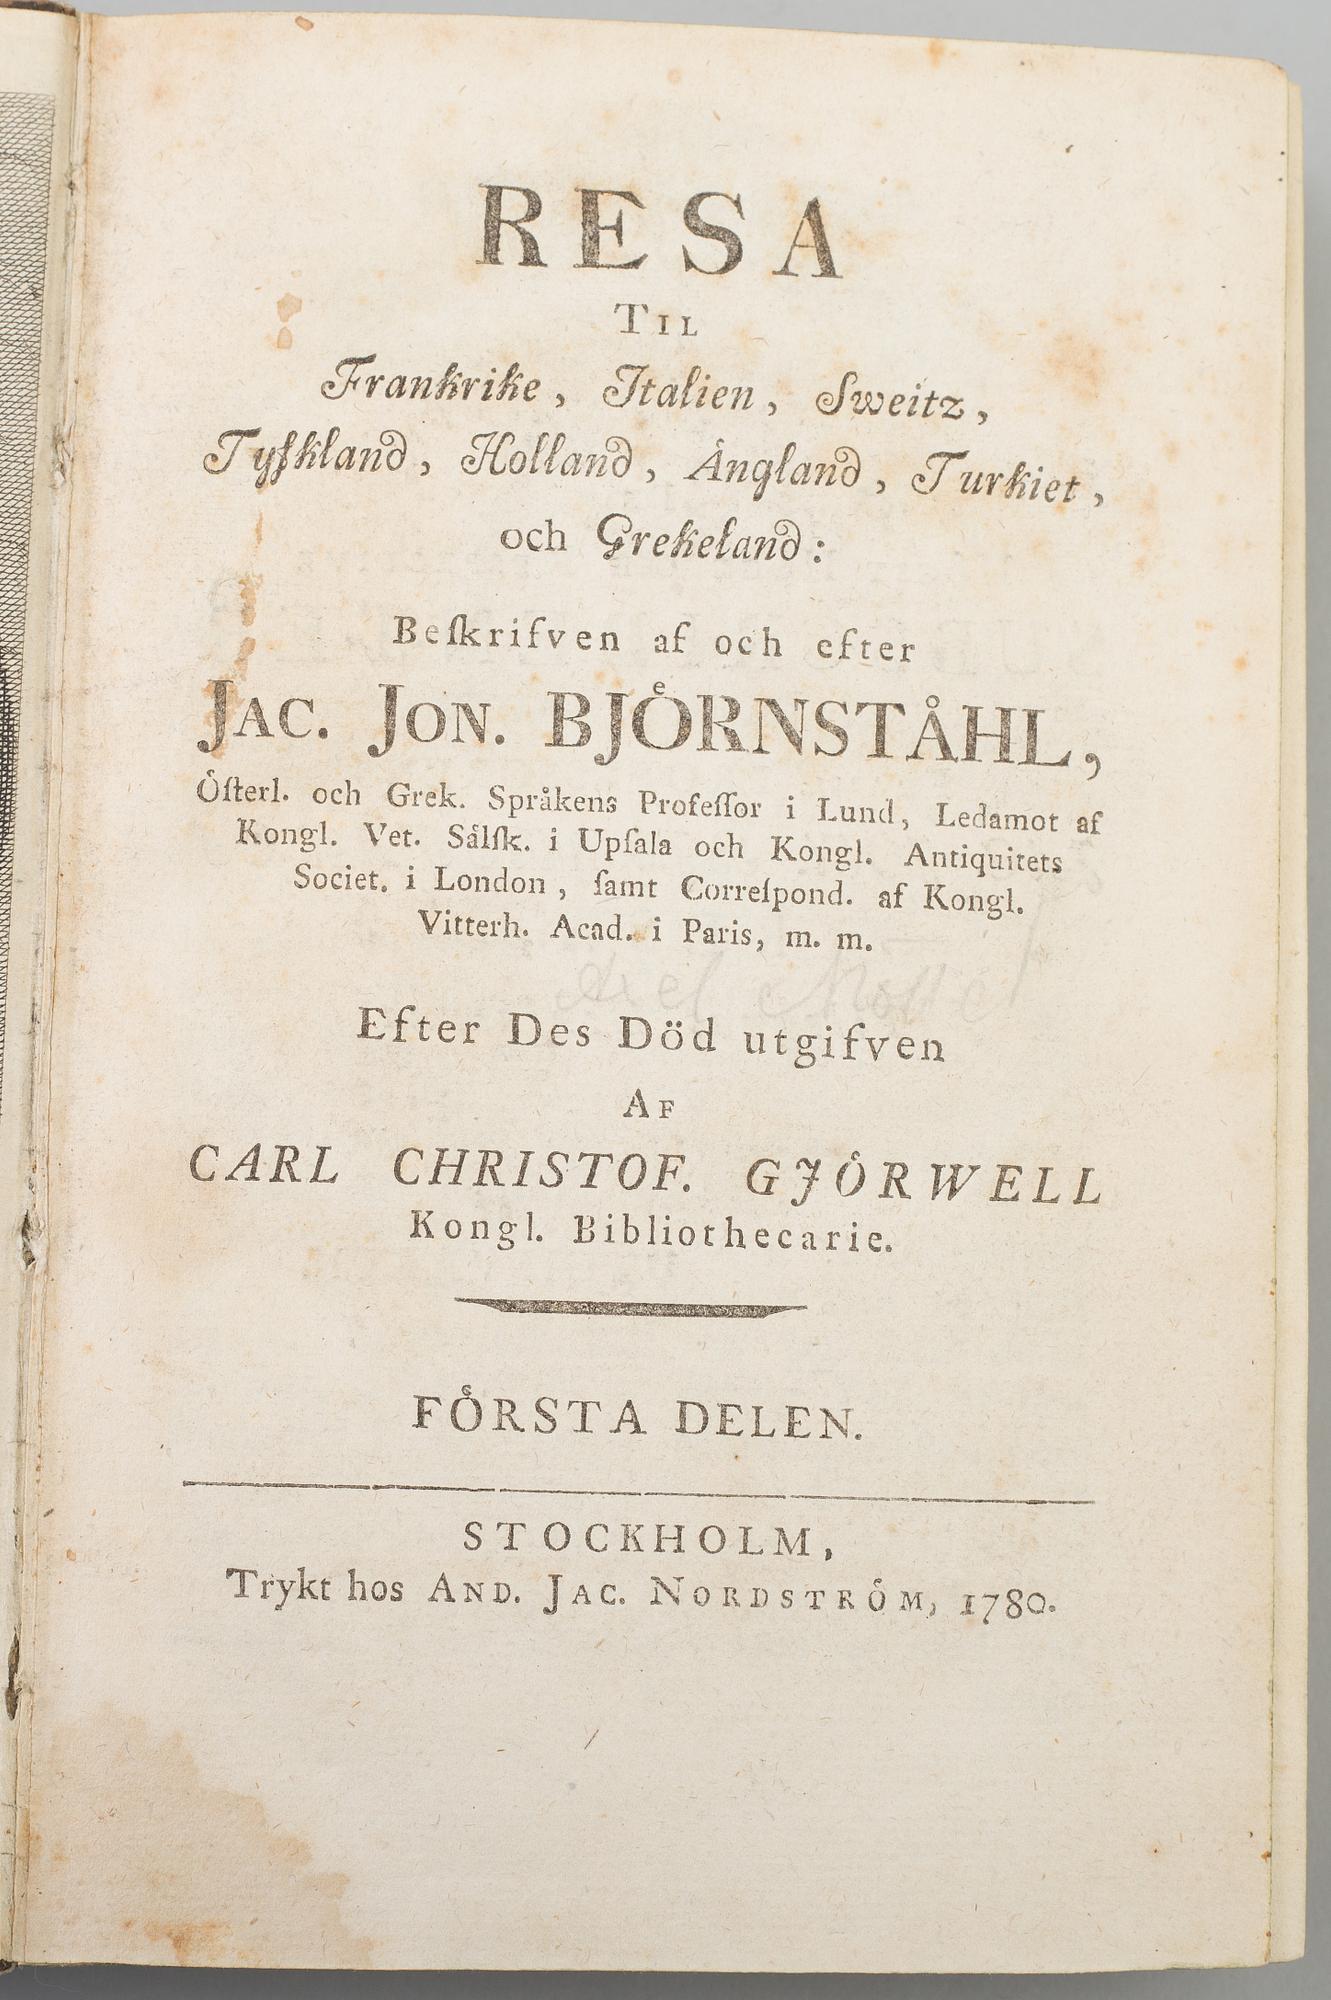 RESA
TIL
Frankrike, Italien, Sweitz,
Tyſkland, Holland, Ängland, Turkiet,
och Grekeland:
Beſkrifven af och efter
JAC. JON. BJÖRNSTÅHL,
Öſterl. och Grek. Språkens Profeſſor i Lund, Ledamot af
Kongl. Vet. Sälſk. i Upſala och Kongl. Antiquitets
Societ. i London, ſamt Correſpond. af Kongl.
Vitterh. Acad. i Paris, m. m.
Efter Des Död utgifven
AF
CARL CHRISTOF. GJÖRWELL
Kongl. Bibliothecarie.
FÖRSTA DELEN.
STOCKHOLM,
Trykt hos AND. JAC. NORDSTRÖM, 1780.